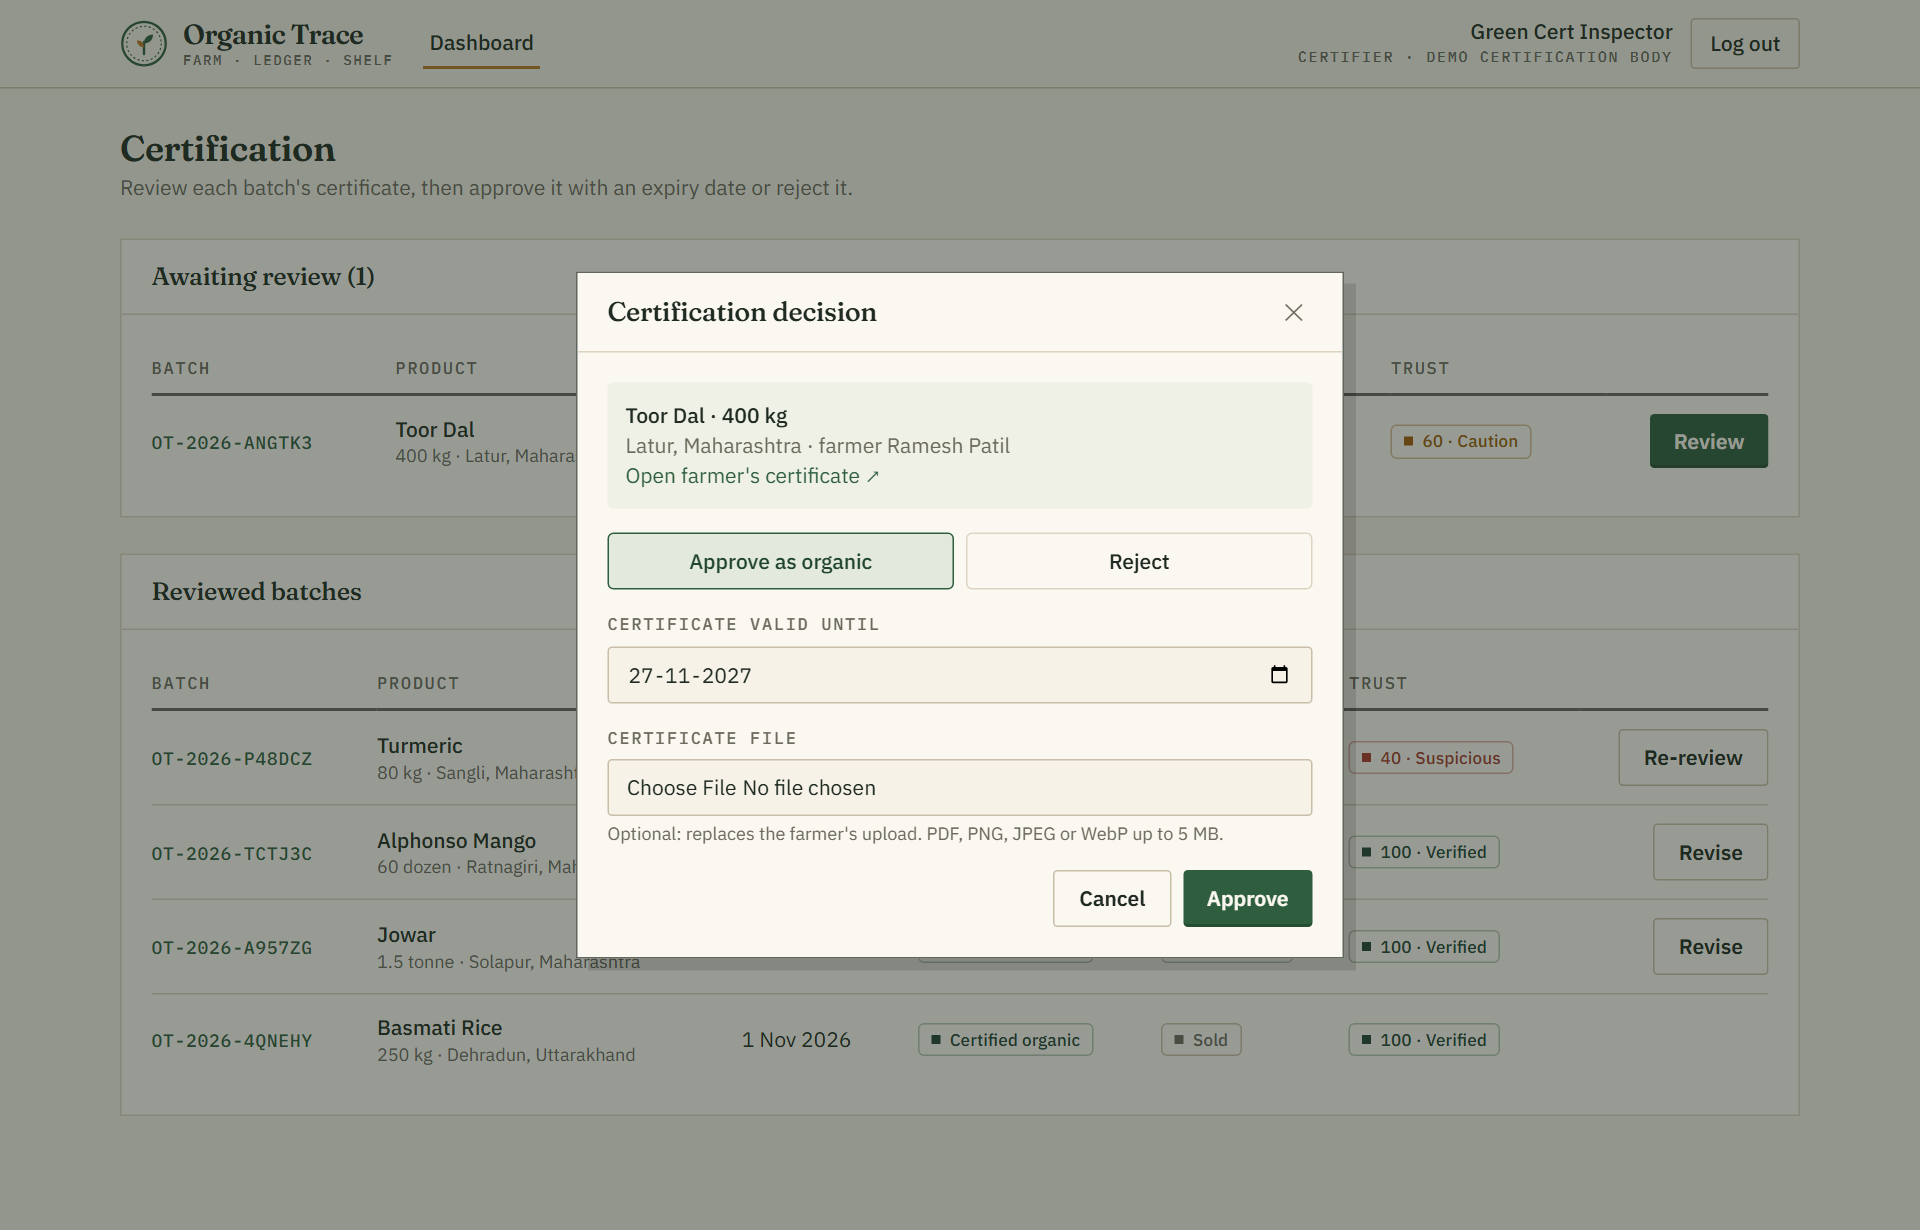 Organic Trace
FARM · LEDGER · SHELF
Dashboard
Green Cert Inspector
CERTIFIER · DEMO CERTIFICATION BODY
Log out
Certification
Review each batch's certificate, then approve it with an expiry date or reject it.
Awaiting review (1)
BATCH PRODUCT TRUST
OT-2026-ANGTK3 Toor Dal 60 · Caution Review
400 kg · Latur, Mahara
Certification decision
Toor Dal · 400 kg
Latur, Maharashtra · farmer Ramesh Patil
Open farmer's certificate ↗
Approve as organic Reject
CERTIFICATE VALID UNTIL
27-11-2027
CERTIFICATE FILE
Choose File No file chosen
Optional: replaces the farmer's upload. PDF, PNG, JPEG or WebP up to 5 MB.
Cancel Approve
Reviewed batches
BATCH PRODUCT TRUST
OT-2026-P48DCZ Turmeric 40 · Suspicious Re-review
80 kg · Sangli, Maharasht
OT-2026-TCTJ3C Alphonso Mango 100 · Verified Revise
60 dozen · Ratnagiri, Mah
OT-2026-A957ZG Jowar 100 · Verified Revise
1.5 tonne · Solapur, Maharashtra
OT-2026-4QNEHY Basmati Rice 1 Nov 2026 Certified organic Sold 100 · Verified
250 kg · Dehradun, Uttarakhand